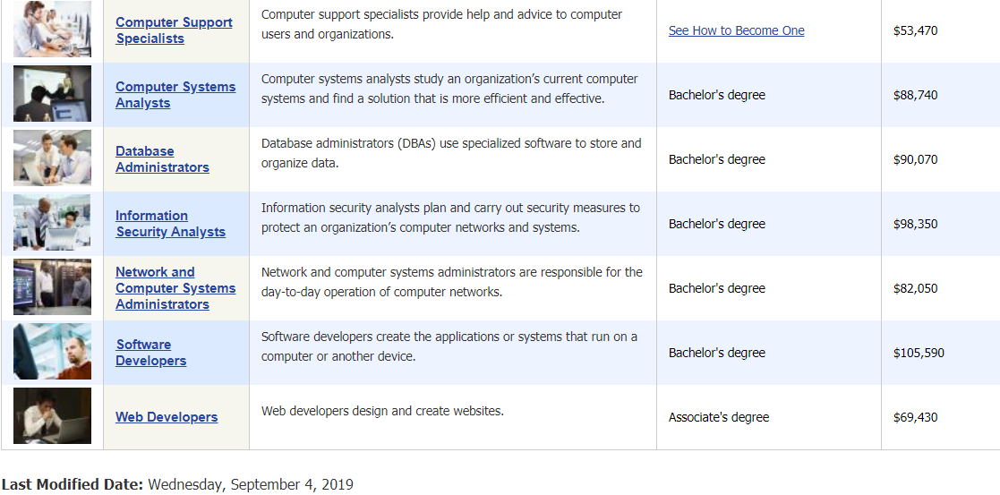 Computer Support
Specialists
Computer support specialists provide help and advice to computer
users and organizations.
See How to Become One
$53,470
Computer Systems
Analysts
Computer systems analysts study an organization’s current computer
systems and find a solution that is more efficient and effective.
Bachelor's degree
$88,740
Database
Administrators
Database administrators (DBAs) use specialized software to store and
organize data.
Bachelor's degree
$90,070
Information
Security Analysts
Information security analysts plan and carry out security measures to
protect an organization’s computer networks and systems.
Bachelor's degree
$98,350
Network and
Computer Systems
Administrators
Network and computer systems administrators are responsible for the
day-to-day operation of computer networks.
Bachelor's degree
$82,050
Software
Developers
Software developers create the applications or systems that run on a
computer or another device.
Bachelor's degree
$105,590
Web Developers
Web developers design and create websites.
Associate's degree
$69,430
Last Modified Date: Wednesday, September 4, 2019